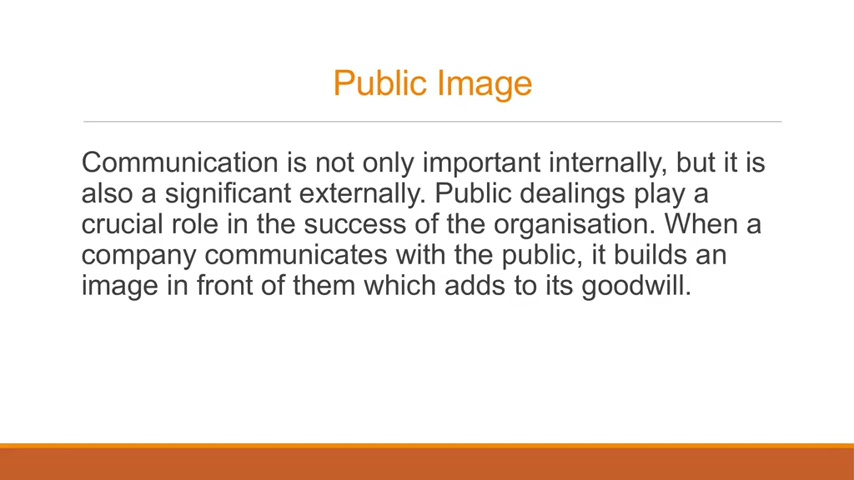 Public Image
Communication is not only important internally, but it is
also a significant externally. Public dealings play a
crucial role in the success of the organisation. When a
company communicates with the public, it builds an
image in front of them which adds to its goodwill.